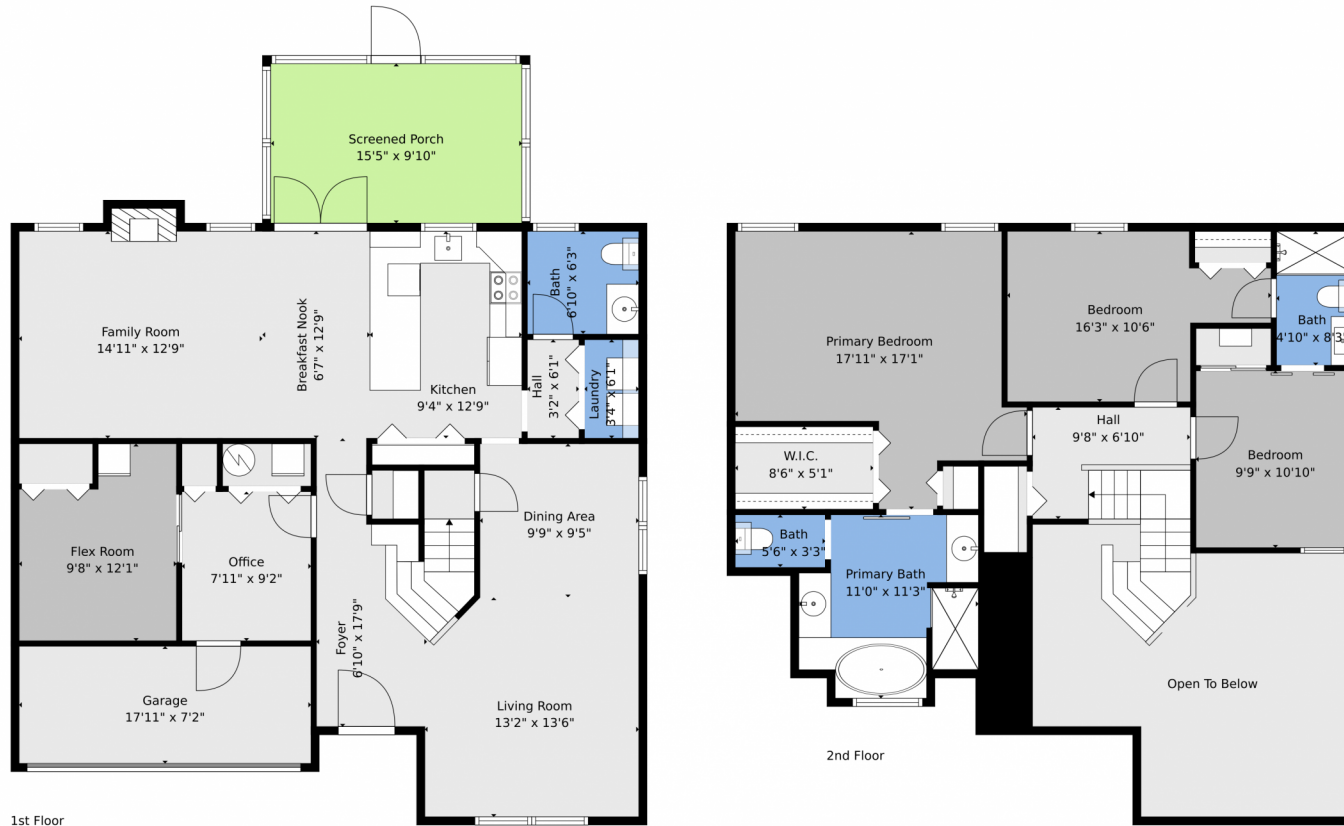 Screened Porch
15'5" x 9'10"
Family Room
14'11" x 12'9"
Breakfast Nook
6'7" x 12'9"
Kitchen
9'4" x 12'9"
Bath
6'10" x 6'3"
Hall
3'2" x 6'1"
Laundry
3'4" x 6'1"
Flex Room
9'8" x 12'1"
Office
7'11" x 9'2"
Dining Area
9'9" x 9'5"
Foyer
6'10" x 17'9"
Garage
17'11" x 7'2"
Living Room
13'2" x 13'6"
1st Floor
Primary Bedroom
17'11" x 17'1"
Bedroom
16'3" x 10'6"
Bath
4'10" x 8'3"
W.I.C.
8'6" x 5'1"
Hall
9'8" x 6'10"
Bedroom
9'9" x 10'10"
Bath
5'6" x 3'3"
Primary Bath
11'0" x 11'3"
Open To Below
2nd Floor